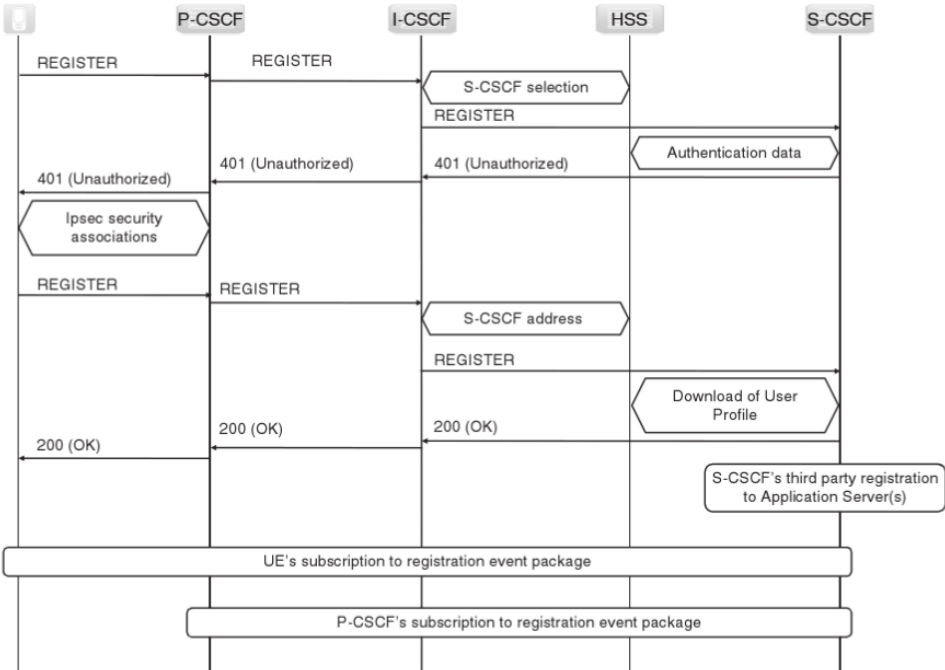 P-CSCF
I-CSCF
HSS
S-CSCF
REGISTER
REGISTER
S-CSCF selection
REGISTER
Authentication data
401 (Unauthorized)
401 (Unauthorized)
401 (Unauthorized)
Ipsec security
associations
REGISTER
REGISTER
S-CSCF address
REGISTER
Download of User
Profile
200 (OK)
200 (OK)
200 (OK)
S-CSCF's third party registration
to Application Server(s)
UE's subscription to registration event package
P-CSCF's subscription to registration event package